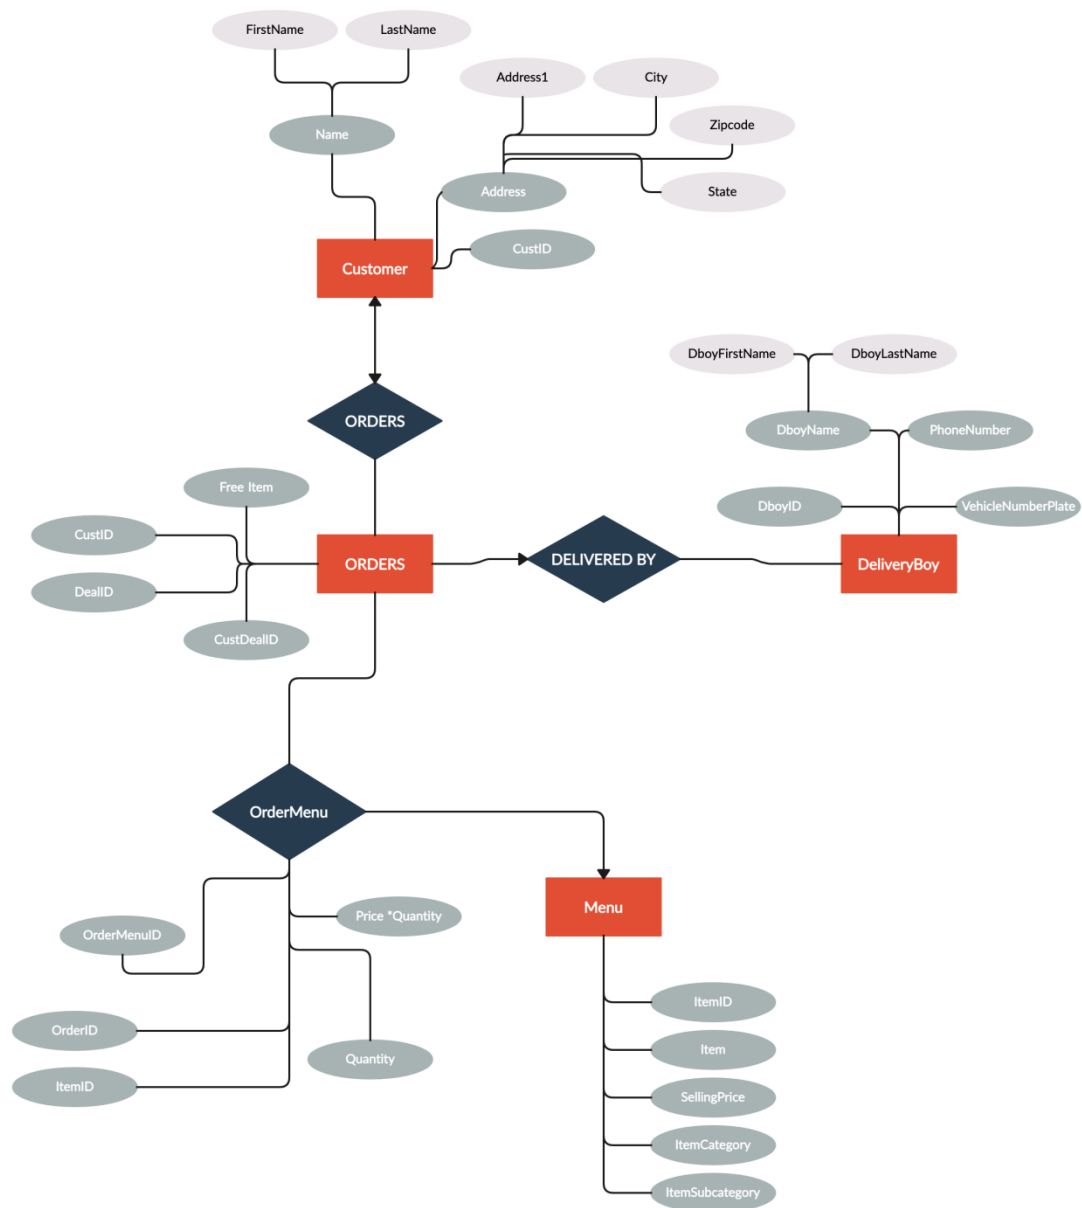 FirstName
LastName
Address1
City
Zipcode
Name
Address
State
CustID
Customer
DboyFirstName
DboyLastName
ORDERS
DboyName
PhoneNumber
Free Item
DboyID
VehicleNumberPlate
CustID
ORDERS
DELIVERED BY
DeliveryBoy
DealID
CustDealID
OrderMenu
Menu
Price *Quantity
OrderMenuID
ItemID
OrderID
Item
Quantity
ItemID
SellingPrice
ItemCategory
ItemSubcategory